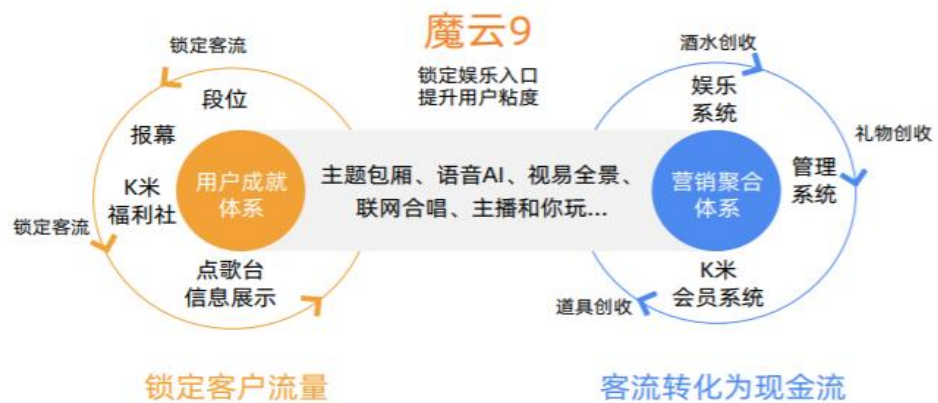 魔云9
锁定娱乐入口
提升用户粘度
锁定客流
段位
报幕
K米
福利社
锁定客流
点歌台
信息展示
用户成就
体系
主题包厢、语音AI、视易全景、
联网合唱、主播和你玩...
营销聚合
体系
酒水创收
娱乐
系统
礼物创收
管理
系统
K米
会员系统
道具创收
锁定客户流量
客流转化为现金流